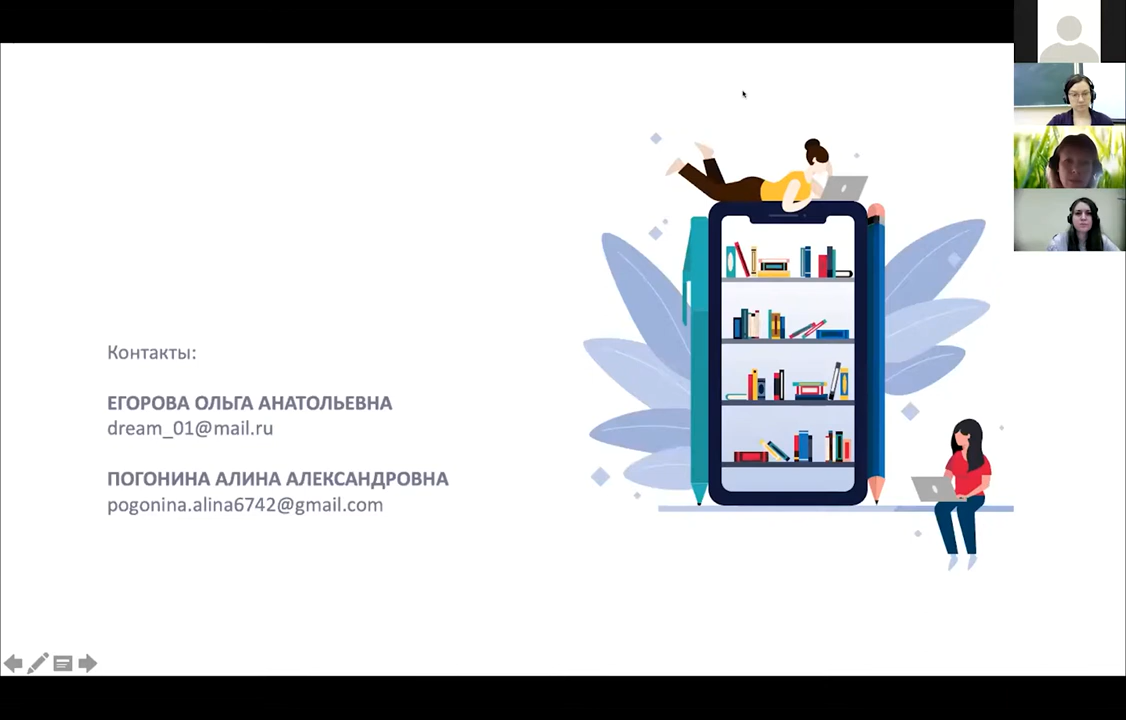 Контакты:
ЕГОРОВА ОЛЬГА АНАТОЛЬЕВНА
dream_01@mail.ru
ПОГОНИНА АЛИНА АЛЕКСАНДРОВНА
pogonina.alina6742@gmail.com